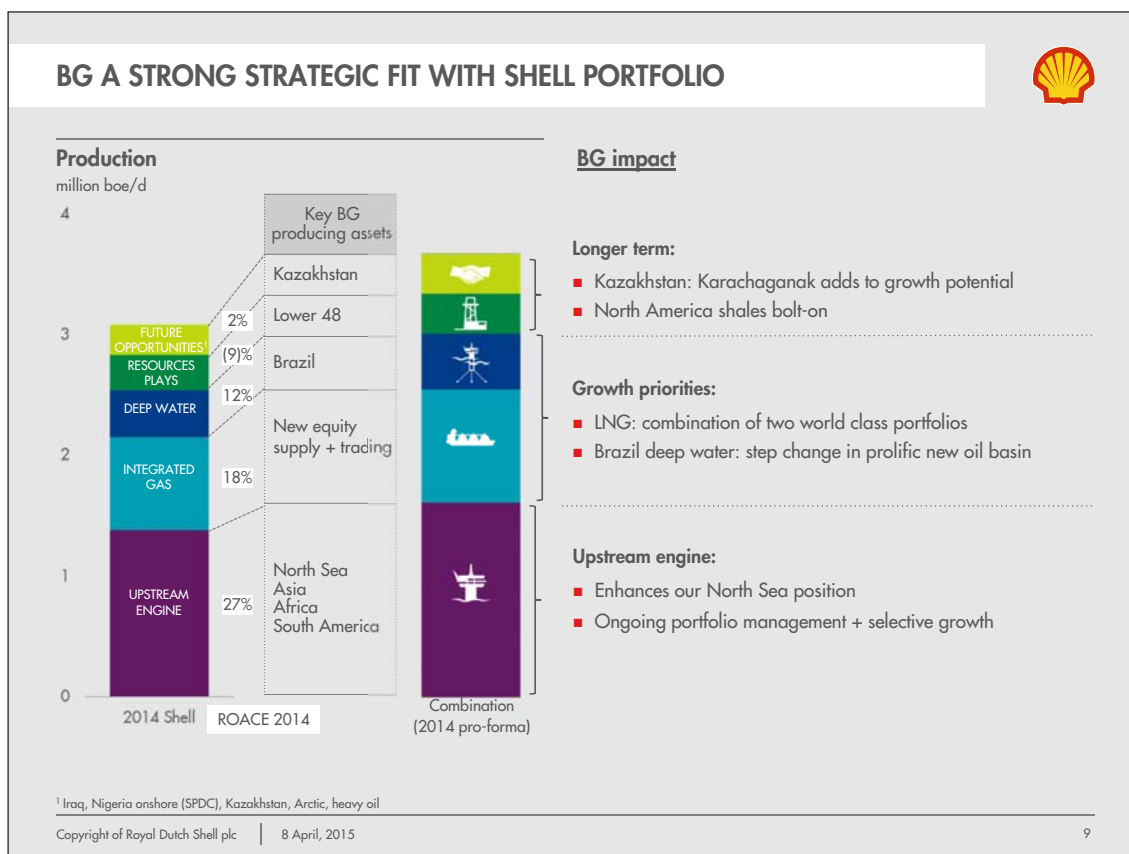 BG A STRONG STRATEGIC FIT WITH SHELL PORTFOLIO
Production
million boe/d
4
3
2
1
0
FUTURE
OPPORTUNITIES¹
RESOURCES
PLAYS
DEEP WATER
INTEGRATED
GAS
UPSTREAM
ENGINE
2014 Shell
2%
(9)%
12%
18%
27%
ROACE 2014
Key BG
producing assets
Kazakhstan
Lower 48
Brazil
New equity
supply + trading
North Sea
Asia
Africa
South America
Combination
(2014 pro-forma)
BG impact
Longer term:
■ Kazakhstan: Karachaganak adds to growth potential
■ North America shales bolt-on
Growth priorities:
■ LNG: combination of two world class portfolios
■ Brazil deep water: step change in prolific new oil basin
Upstream engine:
■ Enhances our North Sea position
■ Ongoing portfolio management + selective growth
¹ Iraq, Nigeria onshore (SPDC), Kazakhstan, Arctic, heavy oil
Copyright of Royal Dutch Shell plc | 8 April, 2015
9